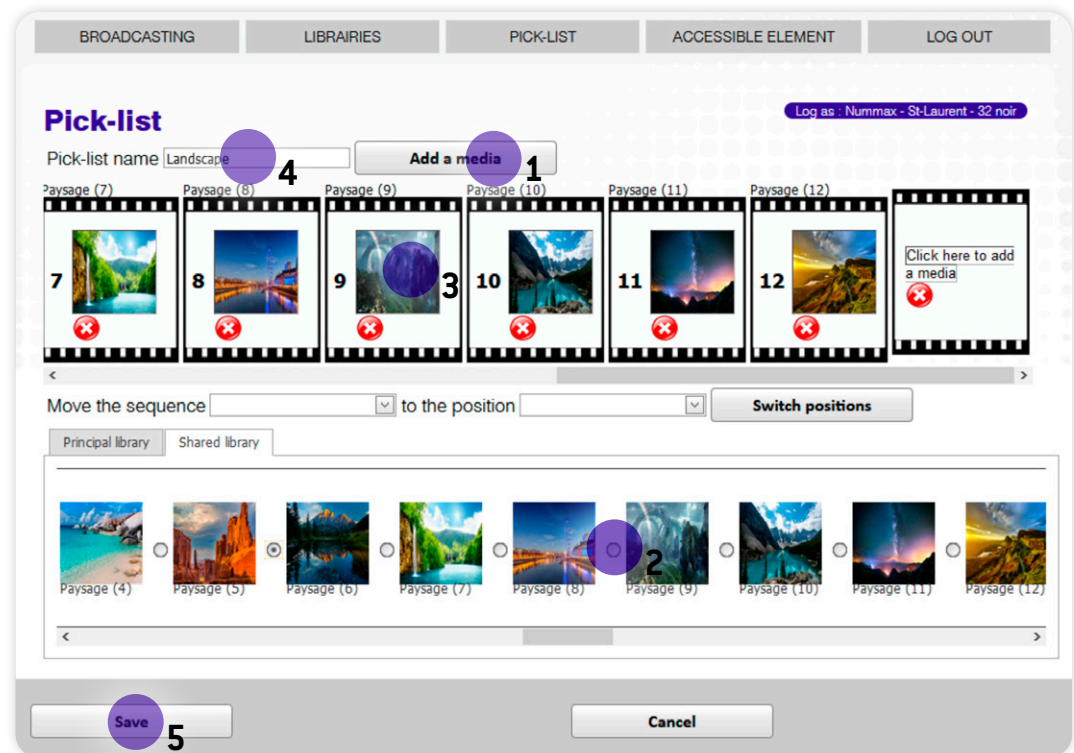 BROADCASTING LIBRAIRIES PICK-LIST ACCESSIBLE ELEMENT LOG OUT
Pick-list
Log as : Nummax - St-Laurent - 32 noir
Pick-list name Landscape 4 Add a media 1
Paysage (7) Paysage (8) Paysage (9) Paysage (10) Paysage (11) Paysage (12)
7 8 9 3 10 11 12
Click here to add
a media
Move the sequence to the position Switch positions
Principal library Shared library
2
Paysage (4) Paysage (5) Paysage (6) Paysage (7) Paysage (8) Paysage (9) Paysage (10) Paysage (11) Paysage (12)
Save 5 Cancel